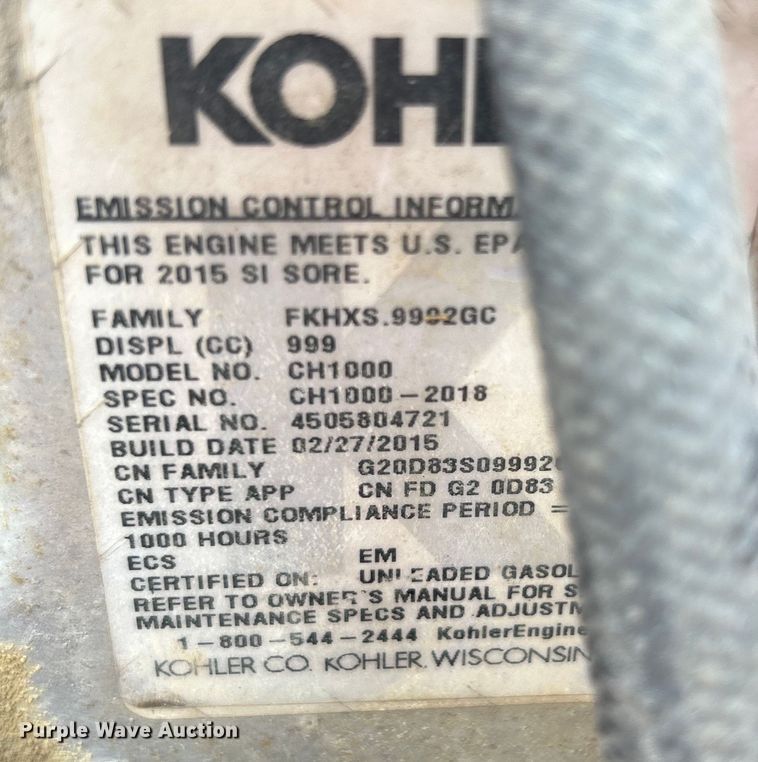 KOHL
EMISSION CONTROL INFORM
THIS ENGINE MEETS U.S. EPA
FOR 2015 SI SORE.
FAMILY FKHXS.9992GC
DISPL (CC) 999
MODEL NO. CH1000
SPEC NO. CH1000-2018
SERIAL NO. 4505804721
BUILD DATE 02/27/2015
CN FAMILY G20D83S09992
CN TYPE APP CN FD G2 0D83
EMISSION COMPLIANCE PERIOD =
1000 HOURS
ECS EM
CERTIFIED ON: UNLEADED GASOL
REFER TO OWNER'S MANUAL FOR S
MAINTENANCE SPECS AND ADJUSTM
1-800-544-2444 KohlerEngine
KOHLER CO. KOHLER, WISCONSIN
Purple Wave Auction